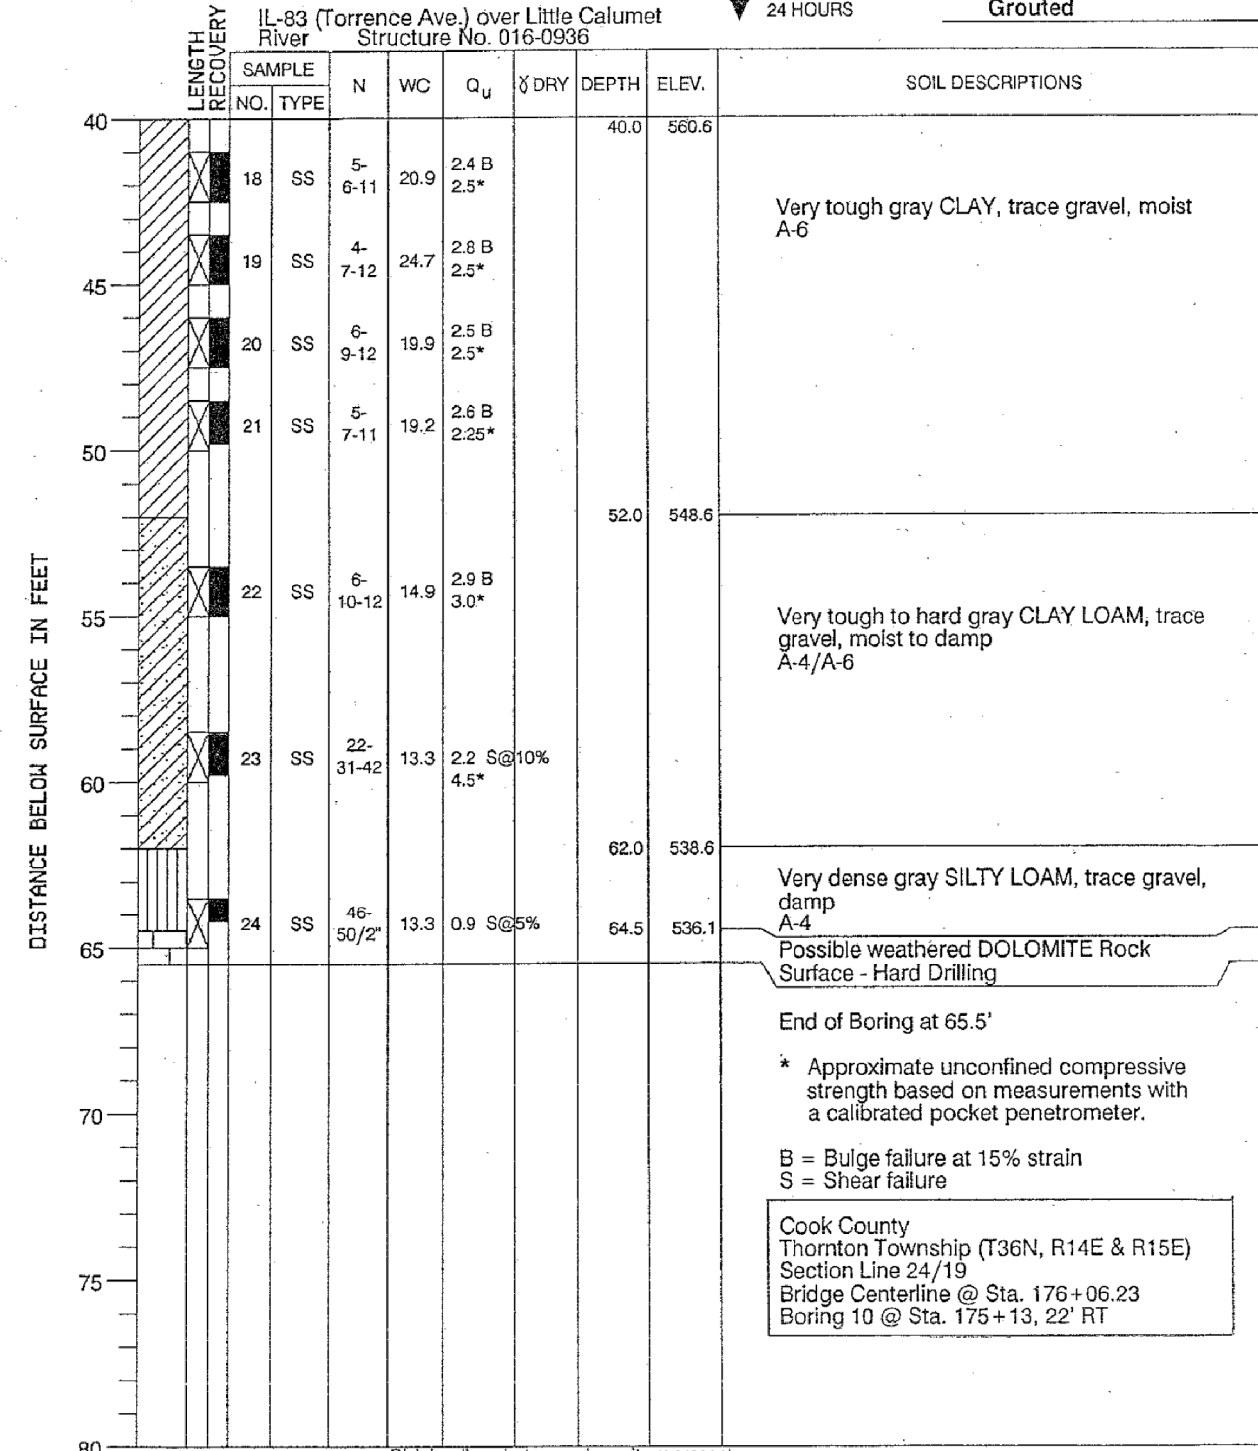 IL-83 (Torrence Ave.) over Little Calumet
River Structure No. 016-0936
24 HOURS
Grouted
LENGTH
RECOVERY
SAMPLE
NO. TYPE N WC Qu γ DRY DEPTH ELEV. SOIL DESCRIPTIONS
DISTANCE BELOW SURFACE IN FEET
40
40.0 560.6
18 SS 5- 20.9 2.4 B
6-11 2.5*
Very tough gray CLAY, trace gravel, moist
A-6
19 SS 4- 24.7 2.8 B
7-12 2.5*
45
20 SS 6- 19.9 2.5 B
9-12 2.5*
21 SS 5- 19.2 2.6 B
7-11 2.25*
50
52.0 548.6
22 SS 6- 14.9 2.9 B
10-12 3.0*
55
Very tough to hard gray CLAY LOAM, trace
gravel, moist to damp
A-4/A-6
23 SS 22- 13.3 2.2 S@10%
31-42 4.5*
60
62.0 538.6
Very dense gray SILTY LOAM, trace gravel,
damp
A-4
24 SS 46- 13.3 0.9 S@5% 64.5 536.1
50/2"
65
Possible weathered DOLOMITE Rock
Surface - Hard Drilling
End of Boring at 65.5'
* Approximate unconfined compressive
strength based on measurements with
a calibrated pocket penetrometer.
70
B = Bulge failure at 15% strain
S = Shear failure
Cook County
Thornton Township (T36N, R14E & R15E)
Section Line 24/19
75
Bridge Centerline @ Sta. 176+06.23
Boring 10 @ Sta. 175+13, 22' RT
80